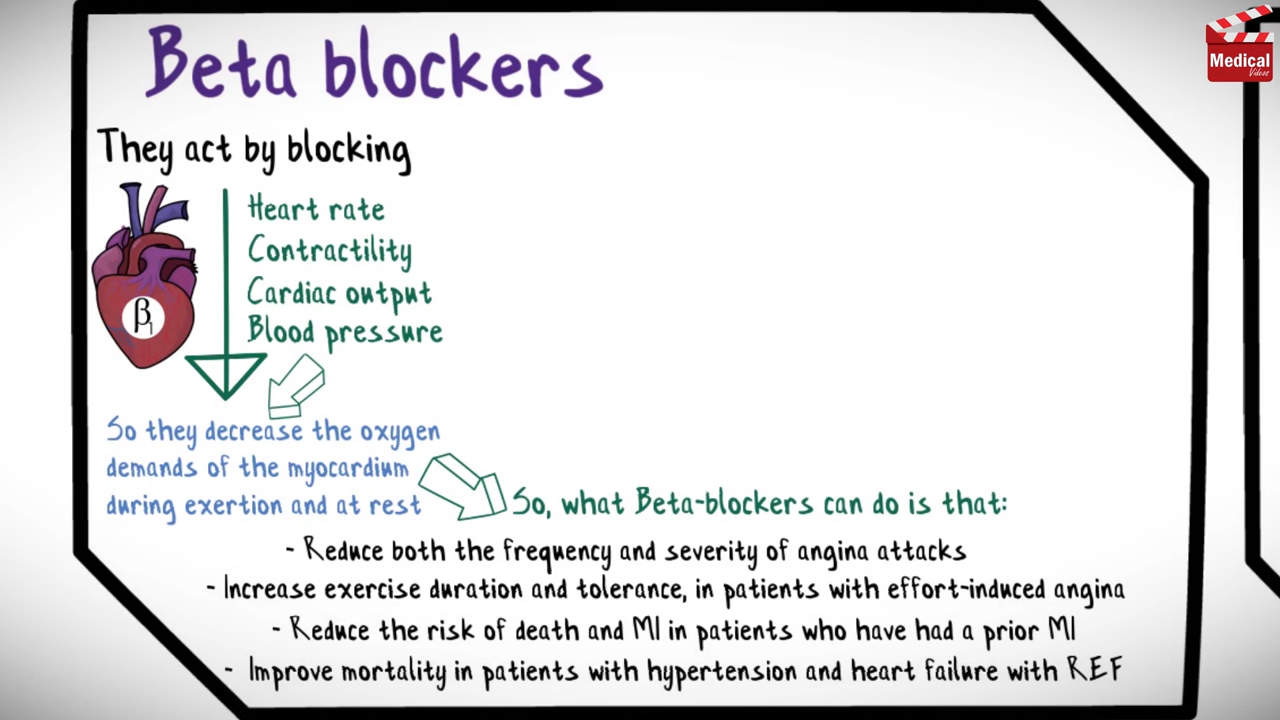 Beta blockers
Medical
Videos
They act by blocking
Heart rate
Contractility
Cardiac output
Blood pressure
β1
So they decrease the oxygen
demands of the myocardium
during exertion and at rest
So, what Beta-blockers can do is that:
- Reduce both the frequency and severity of angina attacks
- Increase exercise duration and tolerance, in patients with effort-induced angina
- Reduce the risk of death and MI in patients who have had a prior MI
- Improve mortality in patients with hypertension and heart failure with REF